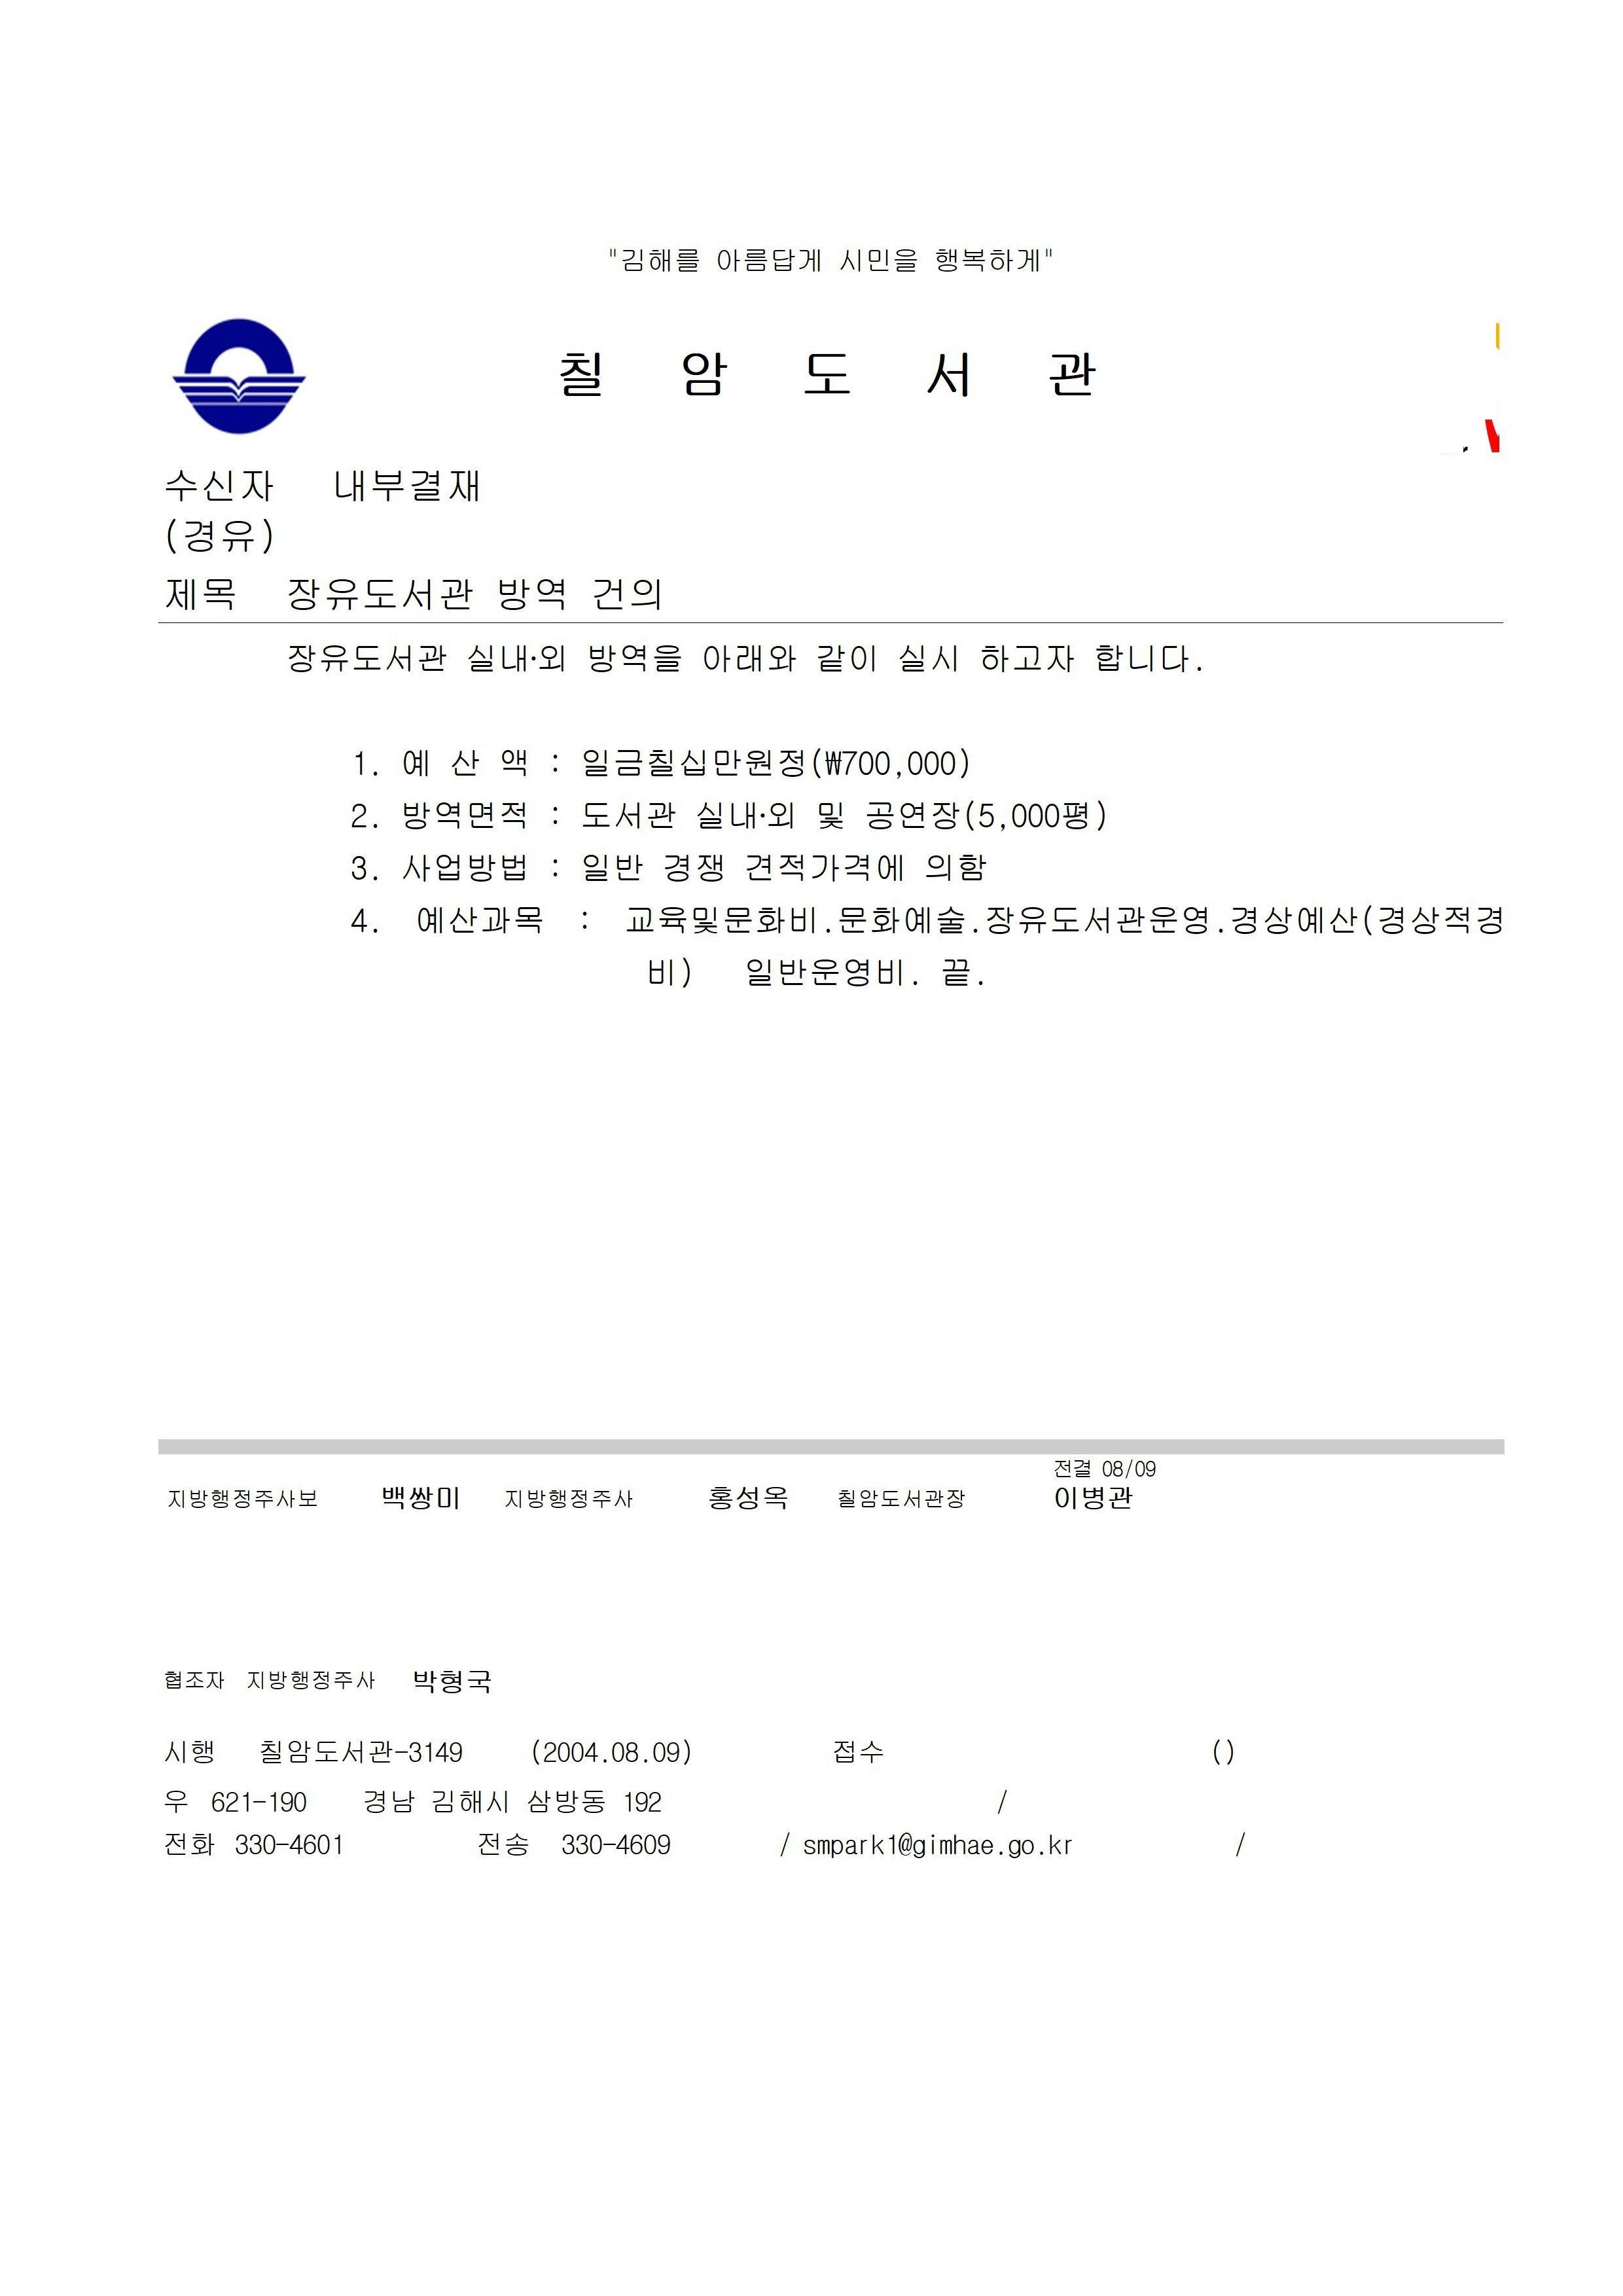 "김해를 아름답게 시민을 행복하게"
칠 암 도 서 관
수신자 내부결재
(경유)
제목 장유도서관 방역 건의
장유도서관 실내·외 방역을 아래와 같이 실시 하고자 합니다.
1. 예 산 액 : 일금칠십만원정(₩700,000)
2. 방역면적 : 도서관 실내·외 및 공연장(5,000평)
3. 사업방법 : 일반 경쟁 견적가격에 의함
4. 예산과목 : 교육및문화비.문화예술.장유도서관운영.경상예산(경상적경
비) 일반운영비. 끝.
전결 08/09
지방행정주사보 백쌍미 지방행정주사 홍성옥 칠암도서관장 이병관
협조자 지방행정주사 박형국
시행 칠암도서관-3149 (2004.08.09) 접수 ()
우 621-190 경남 김해시 삼방동 192 /
전화 330-4601 전송 330-4609 / smpark1@gimhae.go.kr /